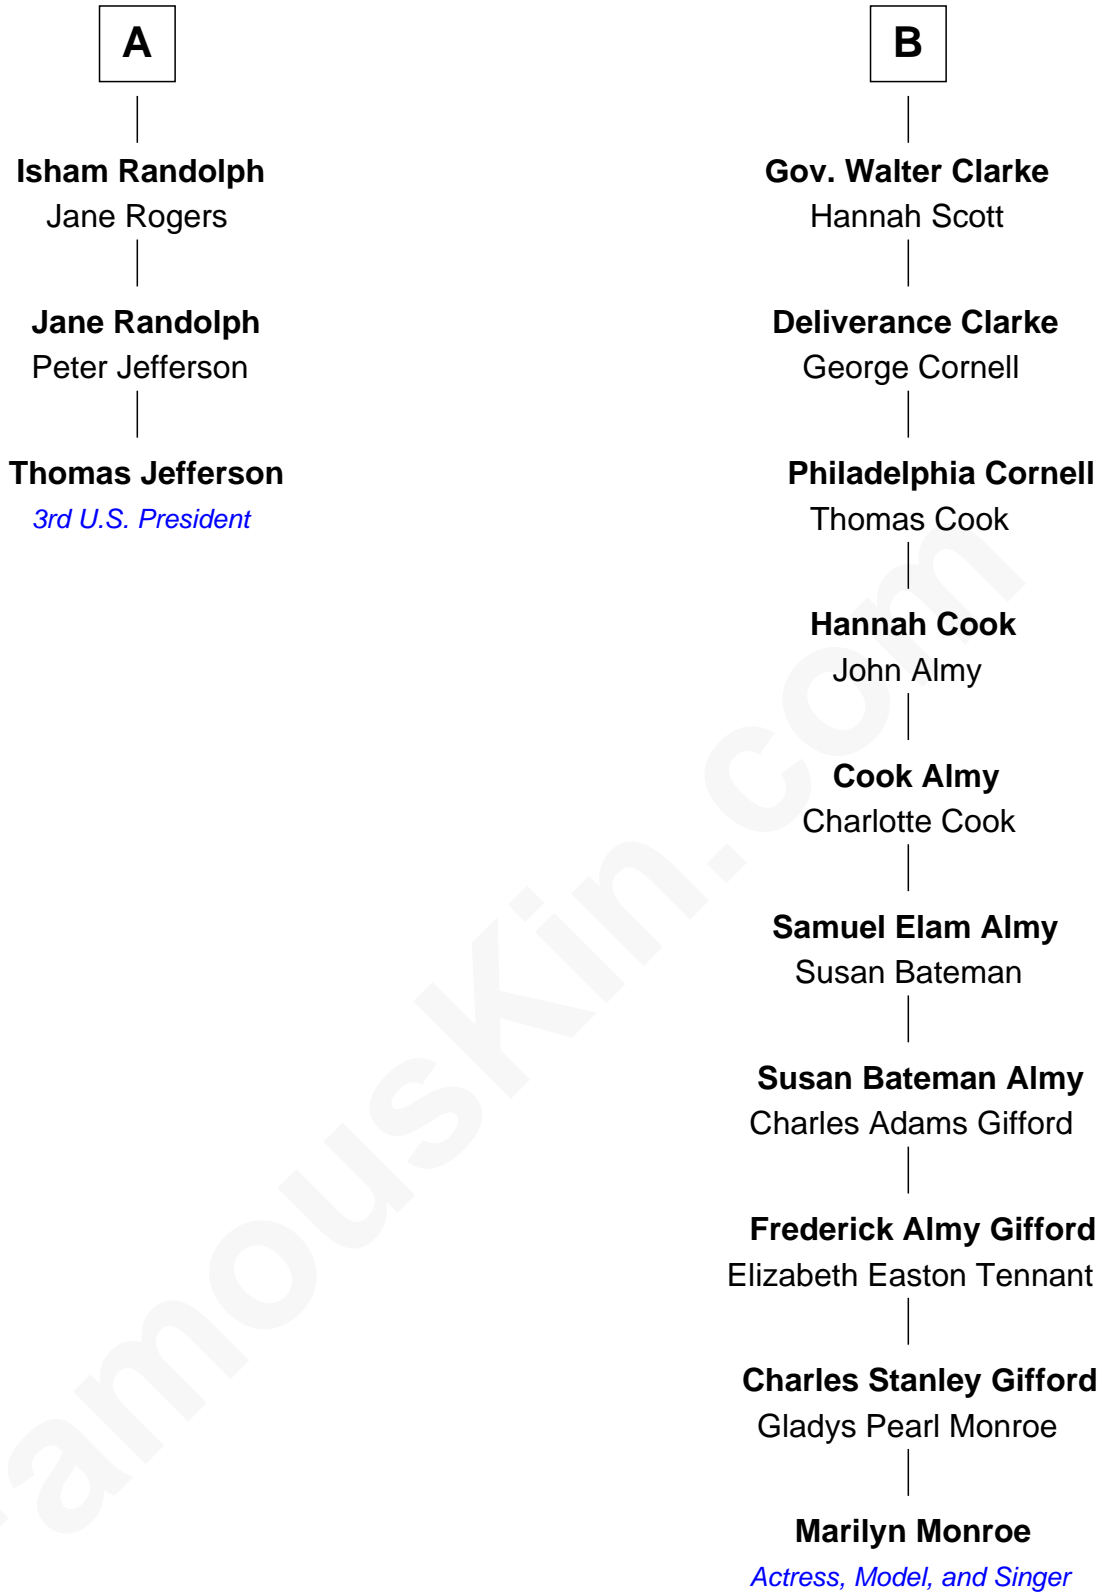 A
Isham Randolph
Jane Rogers
Jane Randolph
Peter Jefferson
Thomas Jefferson
3rd U.S. President
B
Gov. Walter Clarke
Hannah Scott
Deliverance Clarke
George Cornell
Philadelphia Cornell
Thomas Cook
Hannah Cook
John Almy
Cook Almy
Charlotte Cook
Samuel Elam Almy
Susan Bateman
Susan Bateman Almy
Charles Adams Gifford
Frederick Almy Gifford
Elizabeth Easton Tennant
Charles Stanley Gifford
Gladys Pearl Monroe
Marilyn Monroe
Actress, Model, and Singer
amouskin.com